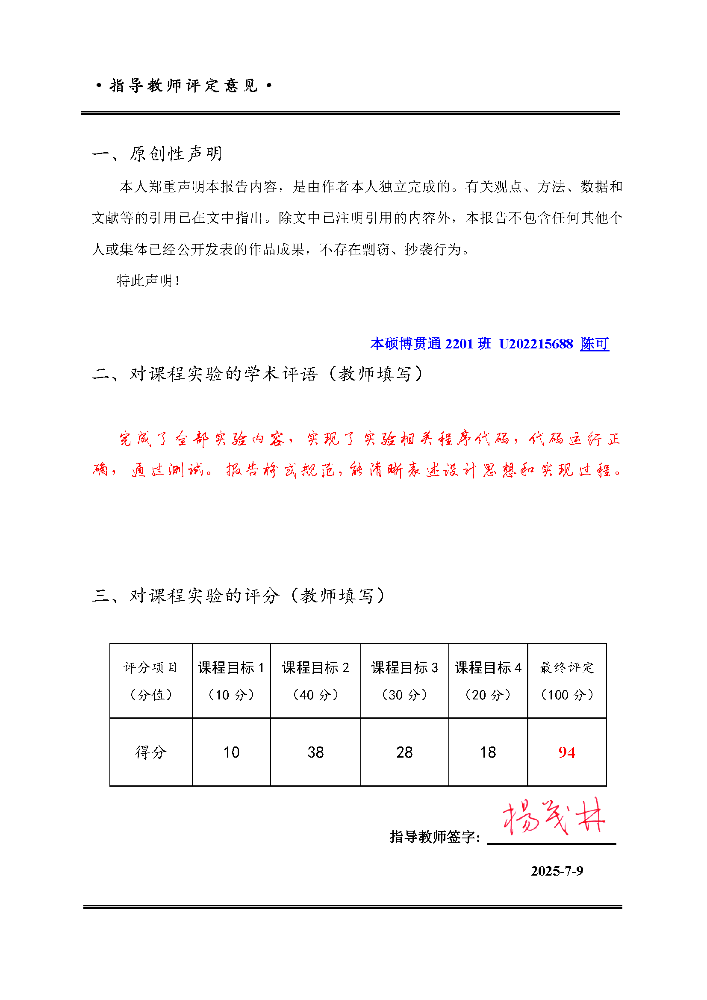 ·指导教师评定意见·
一、原创性声明
本人郑重声明本报告内容，是由作者本人独立完成的。有关观点、方法、数据和
文献等的引用已在文中指出。除文中已注明引用的内容外，本报告不包含任何其他个
人或集体已经公开发表的作品成果，不存在剽窃、抄袭行为。
特此声明！
本硕博贯通 2201 班 U202215688 陈可
二、对课程实验的学术评语（教师填写）
完成了全部实验内容，实现了实验相关程序代码，代码运行正
确，通过测试。报告格式规范，能清晰表述设计思想和实现过程。
三、对课程实验的评分（教师填写）
评分项目 课程目标 1 课程目标 2 课程目标 3 课程目标 4 最终评定
（分值） （10 分） （40 分） （30 分） （20 分） （100 分）
得分 10 38 28 18 94
杨茂林
指导教师签字：
2025-7-9